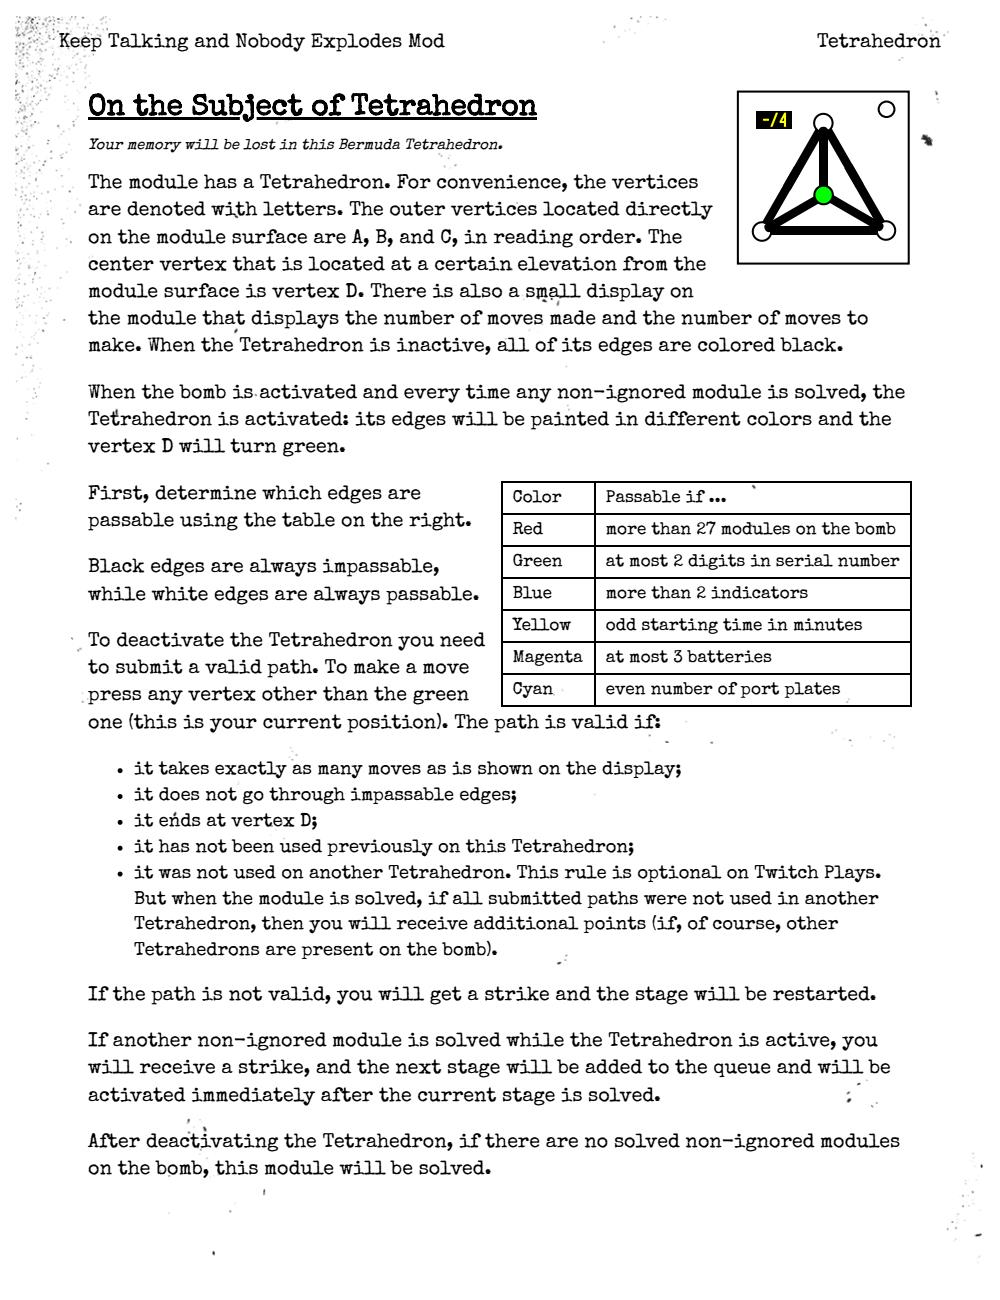 Keep Talking and Nobody Explodes Mod
Tetrahedron
On the Subject of Tetrahedron
Your memory will be lost in this Bermuda Tetrahedron.
-/4
The module has a Tetrahedron. For convenience, the vertices
are denoted with letters. The outer vertices located directly
on the module surface are A, B, and C, in reading order. The
center vertex that is located at a certain elevation from the
module surface is vertex D. There is also a small display on
the module that displays the number of moves made and the number of moves to
make. When the Tetrahedron is inactive, all of its edges are colored black.
When the bomb is activated and every time any non-ignored module is solved, the
Tetrahedron is activated: its edges will be painted in different colors and the
vertex D will turn green.
First, determine which edges are
passable using the table on the right.
Black edges are always impassable,
while white edges are always passable.
To deactivate the Tetrahedron you need
to submit a valid path. To make a move
press any vertex other than the green
one (this is your current position). The path is valid if:
Color Passable if ...
Red more than 27 modules on the bomb
Green at most 2 digits in serial number
Blue more than 2 indicators
Yellow odd starting time in minutes
Magenta at most 3 batteries
Cyan even number of port plates
• it takes exactly as many moves as is shown on the display;
• it does not go through impassable edges;
• it ends at vertex D;
• it has not been used previously on this Tetrahedron;
• it was not used on another Tetrahedron. This rule is optional on Twitch Plays.
But when the module is solved, if all submitted paths were not used in another
Tetrahedron, then you will receive additional points (if, of course, other
Tetrahedrons are present on the bomb).
If the path is not valid, you will get a strike and the stage will be restarted.
If another non-ignored module is solved while the Tetrahedron is active, you
will receive a strike, and the next stage will be added to the queue and will be
activated immediately after the current stage is solved.
After deactivating the Tetrahedron, if there are no solved non-ignored modules
on the bomb, this module will be solved.